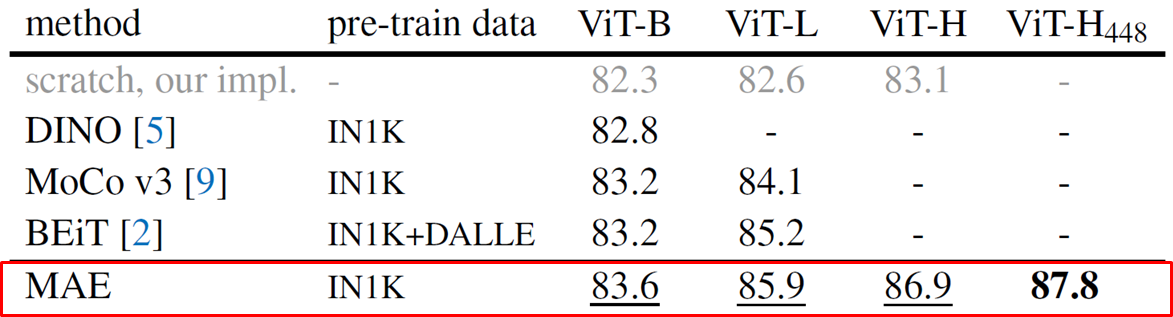 method pre-train data ViT-B ViT-L ViT-H ViT-H448
scratch, our impl. - 82.3 82.6 83.1 -
DINO [5] IN1K 82.8 - - -
MoCo v3 [9] IN1K 83.2 84.1 - -
BEiT [2] IN1K+DALLE 83.2 85.2 - -
MAE IN1K 83.6 85.9 86.9 87.8